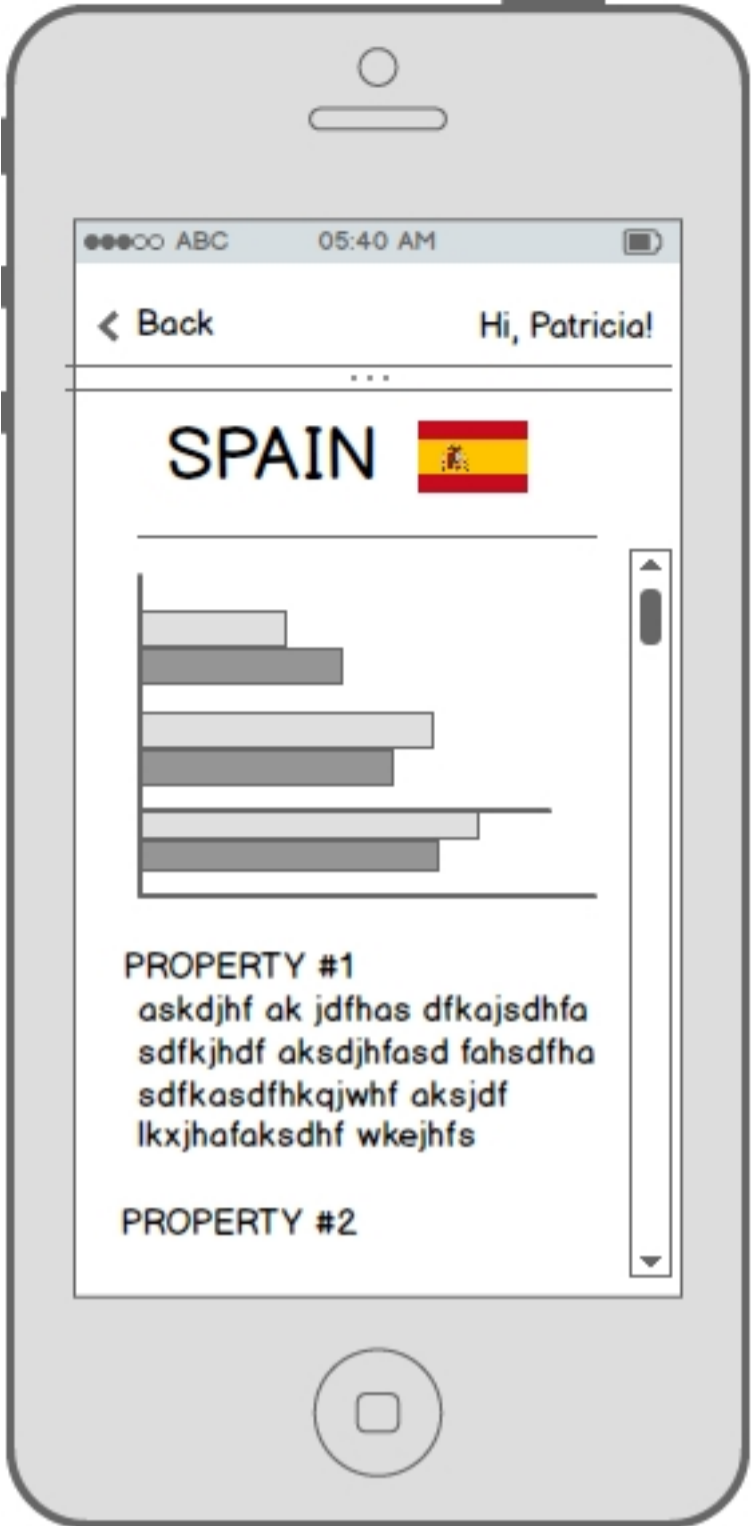 ABC 05:40 AM
Back Hi, Patricia!
...
SPAIN
PROPERTY #1
askdjhf ak jdfhas dfkajsdhfa
sdfkjhdf aksdjhfasd fahsdfha
sdfkasdfhkqjwhf aksjdf
lkxjhafaksdhf wkejhfs
PROPERTY #2